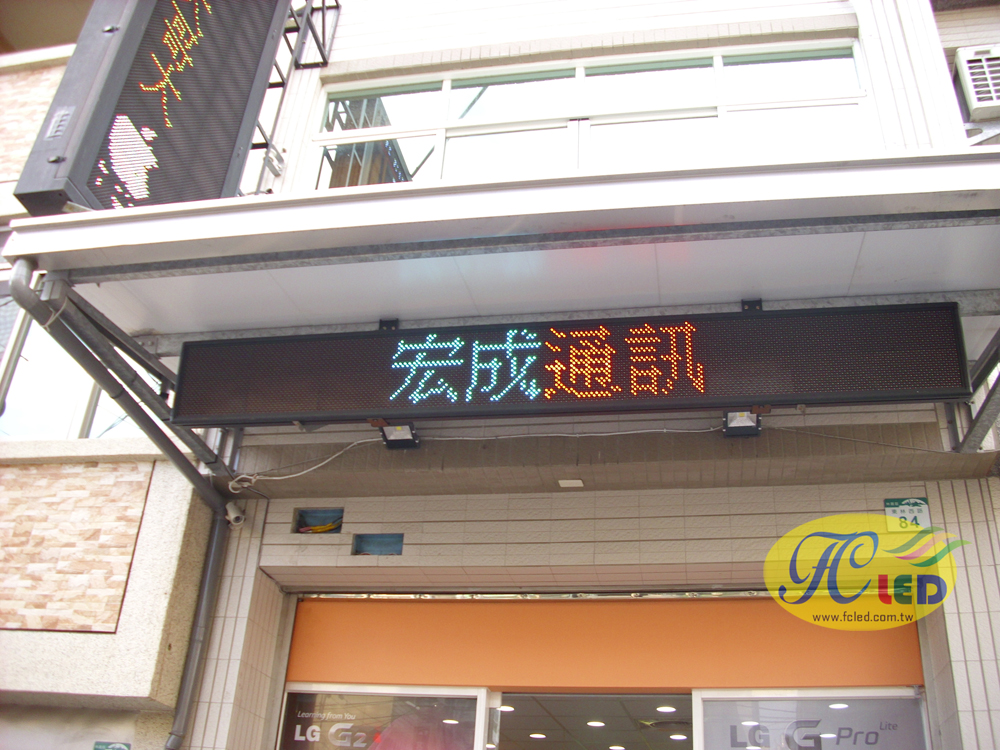 宏成通訊
84
FC LED
www.fcled.com.tw
Learning from You
LG G2
LG G Pro Lite